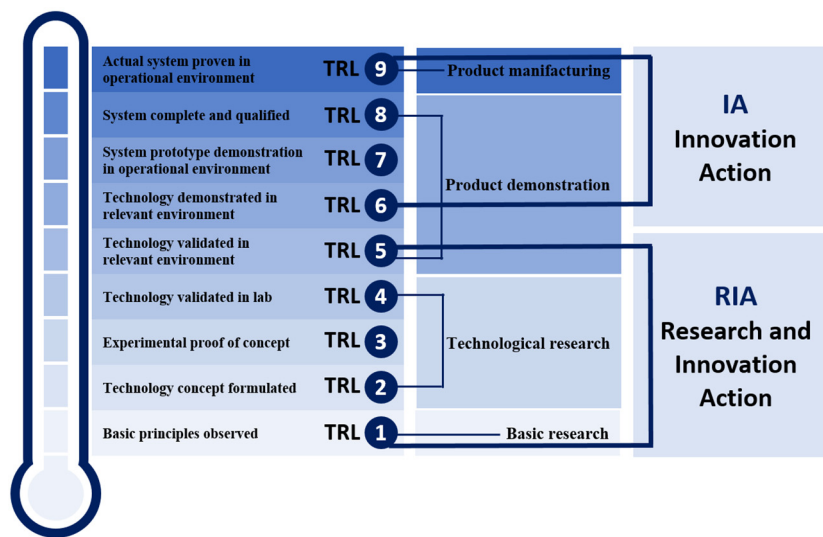 Actual system proven in
operational environment
TRL 9
Product manifacturing
System complete and qualified
TRL 8
System prototype demonstration
in operational environment
TRL 7
Technology demonstrated in
relevant environment
TRL 6
Product demonstration
Technology validated in
relevant environment
TRL 5
Technology validated in lab
TRL 4
Experimental proof of concept
TRL 3
Technological research
Technology concept formulated
TRL 2
Basic principles observed
TRL 1
Basic research
IA
Innovation
Action
RIA
Research and
Innovation
Action